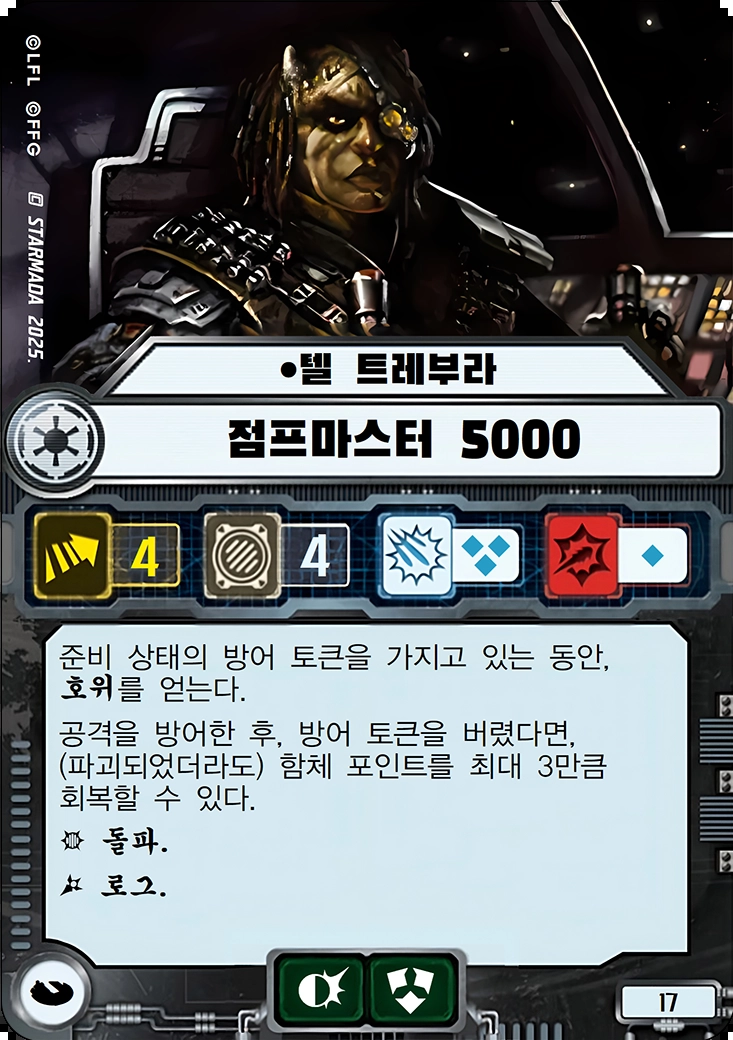 ©LFL ©FFG
STARMADA 2025.
•텔 트레부라
점프마스터 5000
4
4
준비 상태의 방어 토큰을 가지고 있는 동안,
호위를 얻는다.
공격을 방어한 후, 방어 토큰을 버렸다면,
(파괴되었더라도) 함체 포인트를 최대 3만큼
회복할 수 있다.
돌파.
로그.
17